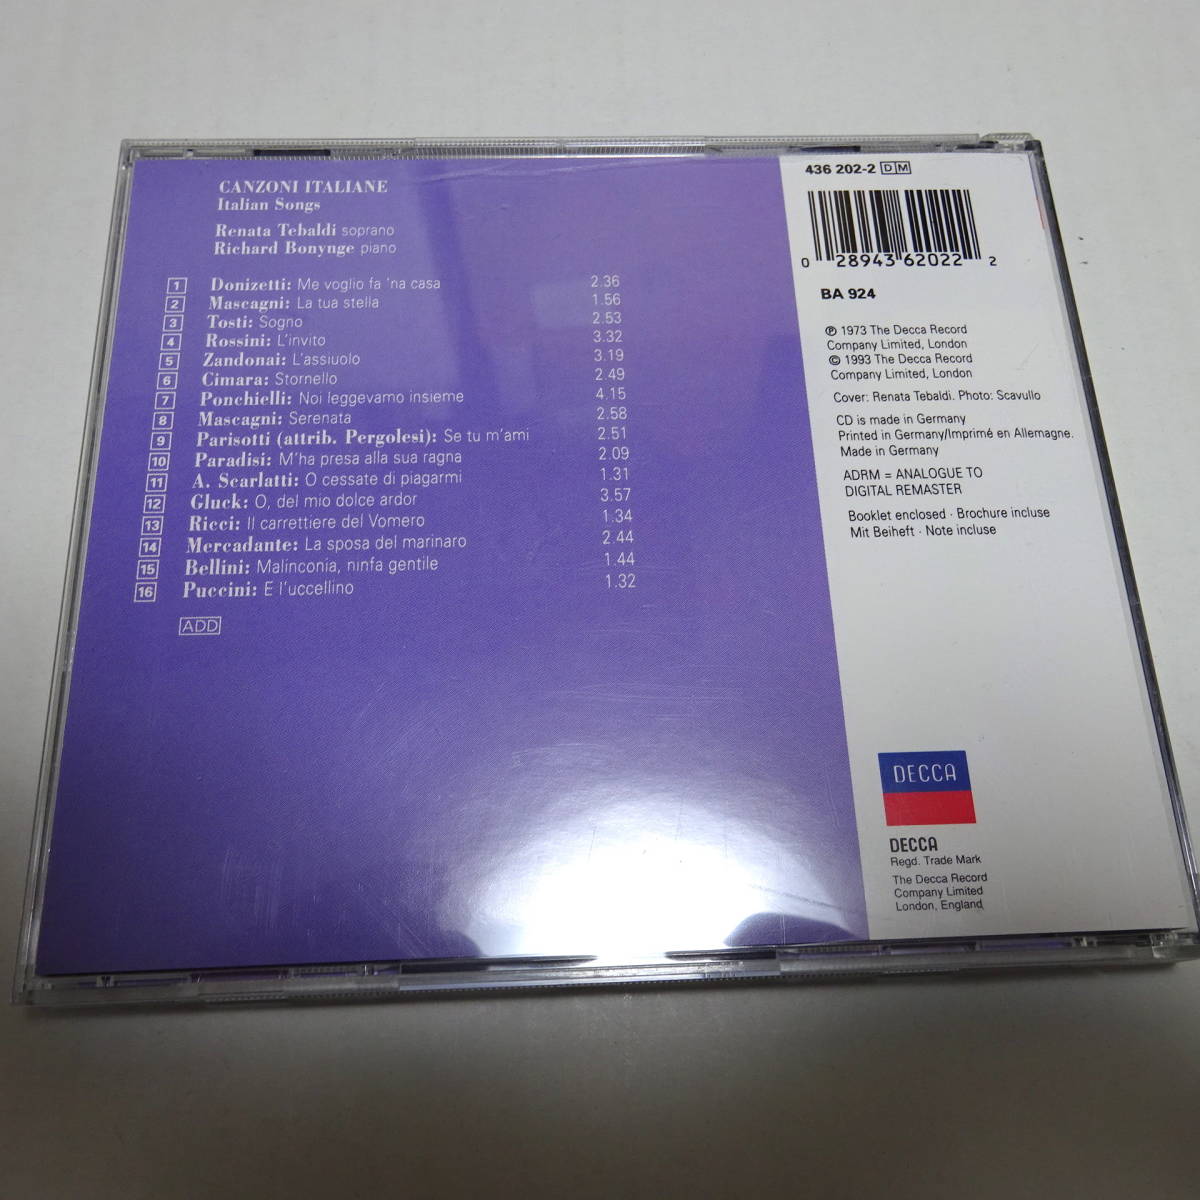 CANZONI ITALIANE
Italian Songs
Renata Tebaldi soprano
Richard Bonynge piano
1 Donizetti: Me voglio fa 'na casa 2.36
2 Mascagni: La tua stella 1.56
3 Tosti: Sogno 2.53
4 Rossini: L'invito 3.32
5 Zandonai: L'assiuolo 3.19
6 Cimara: Stornello 2.49
7 Ponchielli: Noi leggevamo insieme 4.15
8 Mascagni: Serenata 2.58
9 Parisotti (attrib. Pergolesi): Se tu m'ami 2.51
10 Paradisi: M'ha presa alla sua ragna 2.09
11 A. Scarlatti: O cessate di piagarmi 1.31
12 Gluck: O, del mio dolce ardor 3.57
13 Ricci: Il carrettiere del Vomero 1.34
14 Mercadante: La sposa del marinaro 2.44
15 Bellini: Malinconia, ninfa gentile 1.44
16 Puccini: E l'uccellino 1.32
ADD
436 202-2 DM
0 28943 62022 2
BA 924
℗ 1973 The Decca Record
Company Limited, London
© 1993 The Decca Record
Company Limited, London
Cover: Renata Tebaldi. Photo: Scavullo
CD is made in Germany
Printed in Germany/Imprimé en Allemagne.
Made in Germany
ADRM = ANALOGUE TO
DIGITAL REMASTER
Booklet enclosed · Brochure incluse
Mit Beiheft · Note incluse
DECCA
DECCA
Regd. Trade Mark
The Decca Record
Company Limited
London, England